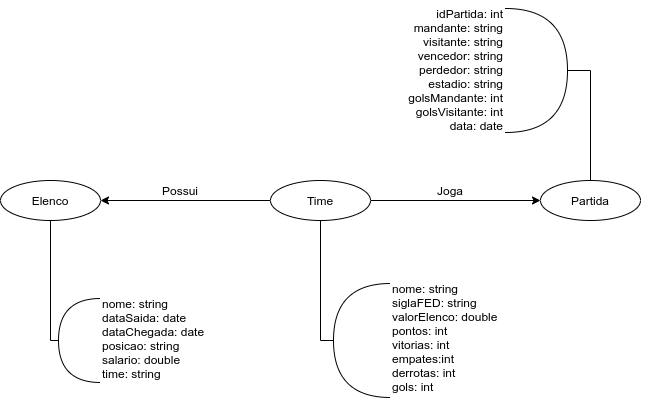 idPartida: int
mandante: string
visitante: string
vencedor: string
perdedor: string
estadio: string
golsMandante: int
golsVisitante: int
data: date
Elenco
Possui
Time
Joga
Partida
nome: string
dataSaida: date
dataChegada: date
posicao: string
salario: double
time: string
nome: string
siglaFED: string
valorElenco: double
pontos: int
vitorias: int
empates:int
derrotas: int
gols: int